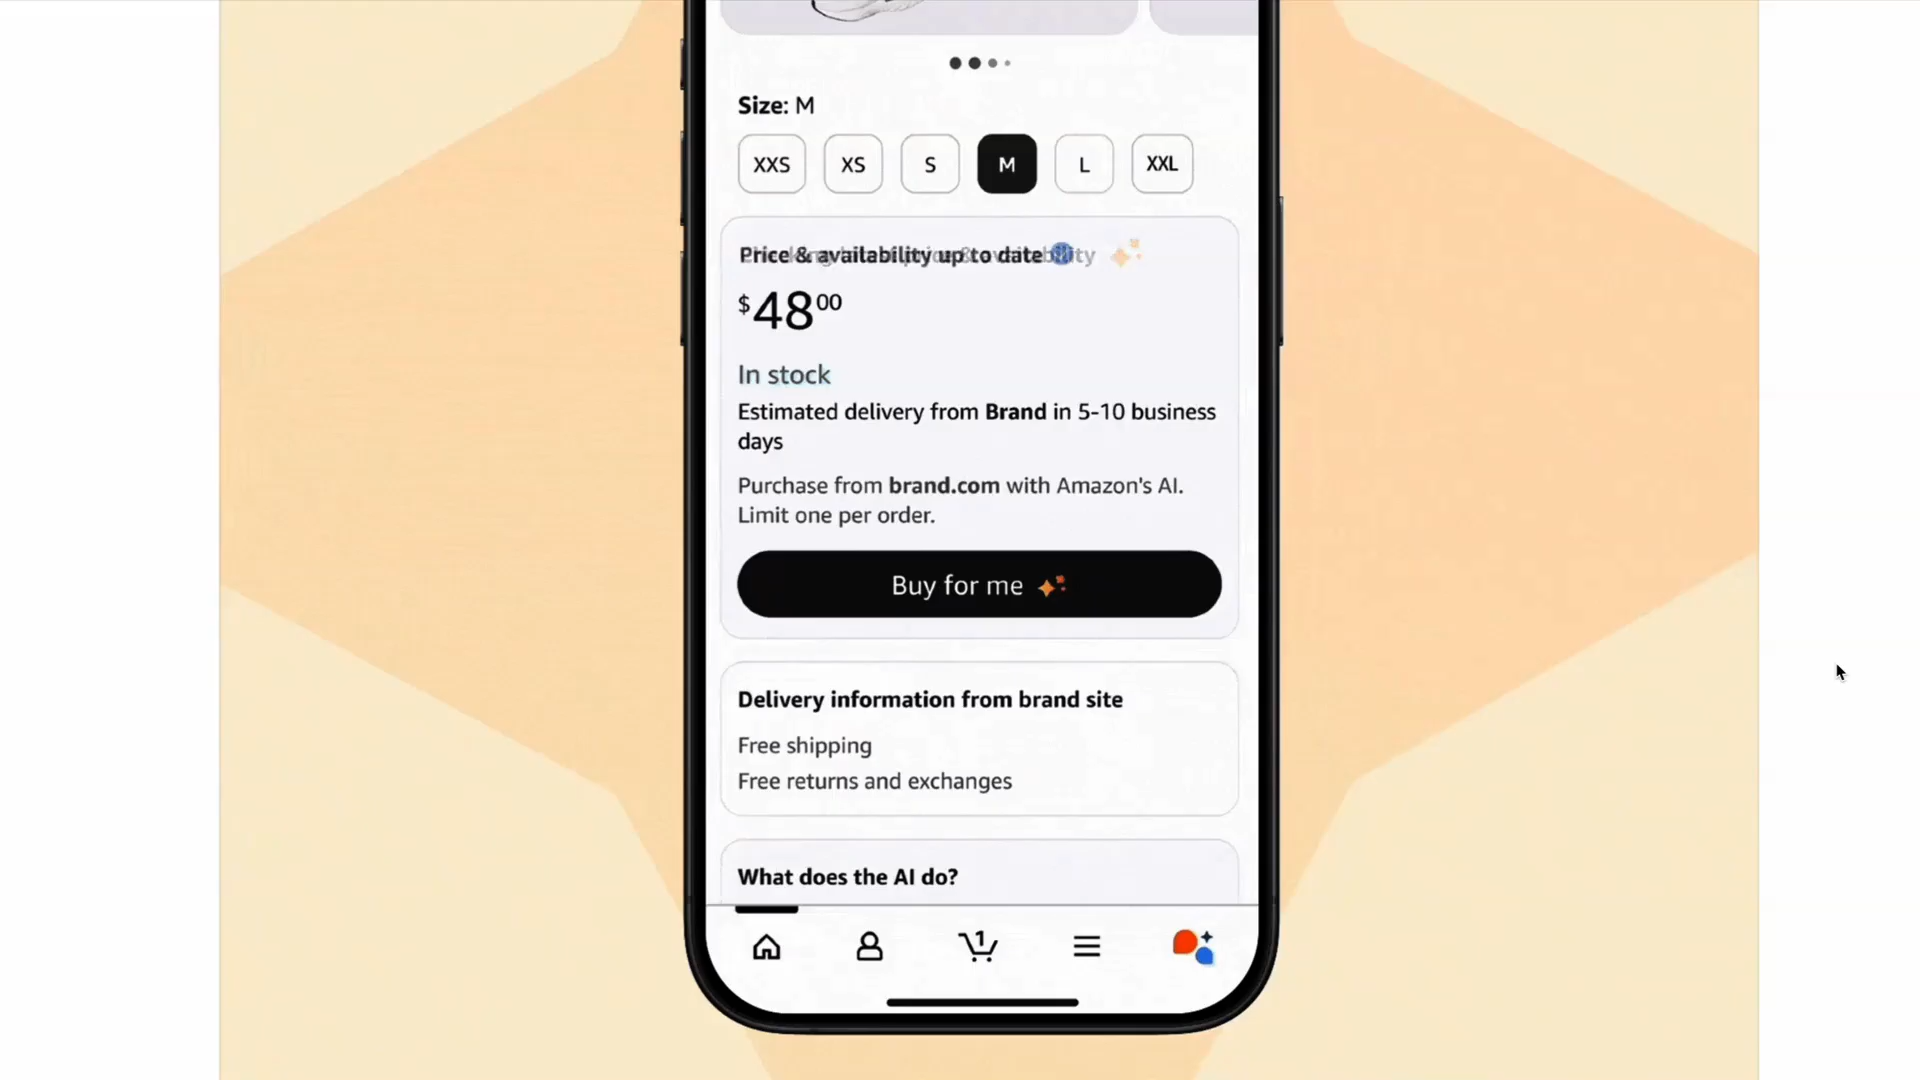 Size: M
XXS XS S M L XXL
Price & availability up to date
$4800
In stock
Estimated delivery from Brand in 5-10 business
days
Purchase from brand.com with Amazon's AI.
Limit one per order.
Buy for me
Delivery information from brand site
Free shipping
Free returns and exchanges
What does the AI do?
1